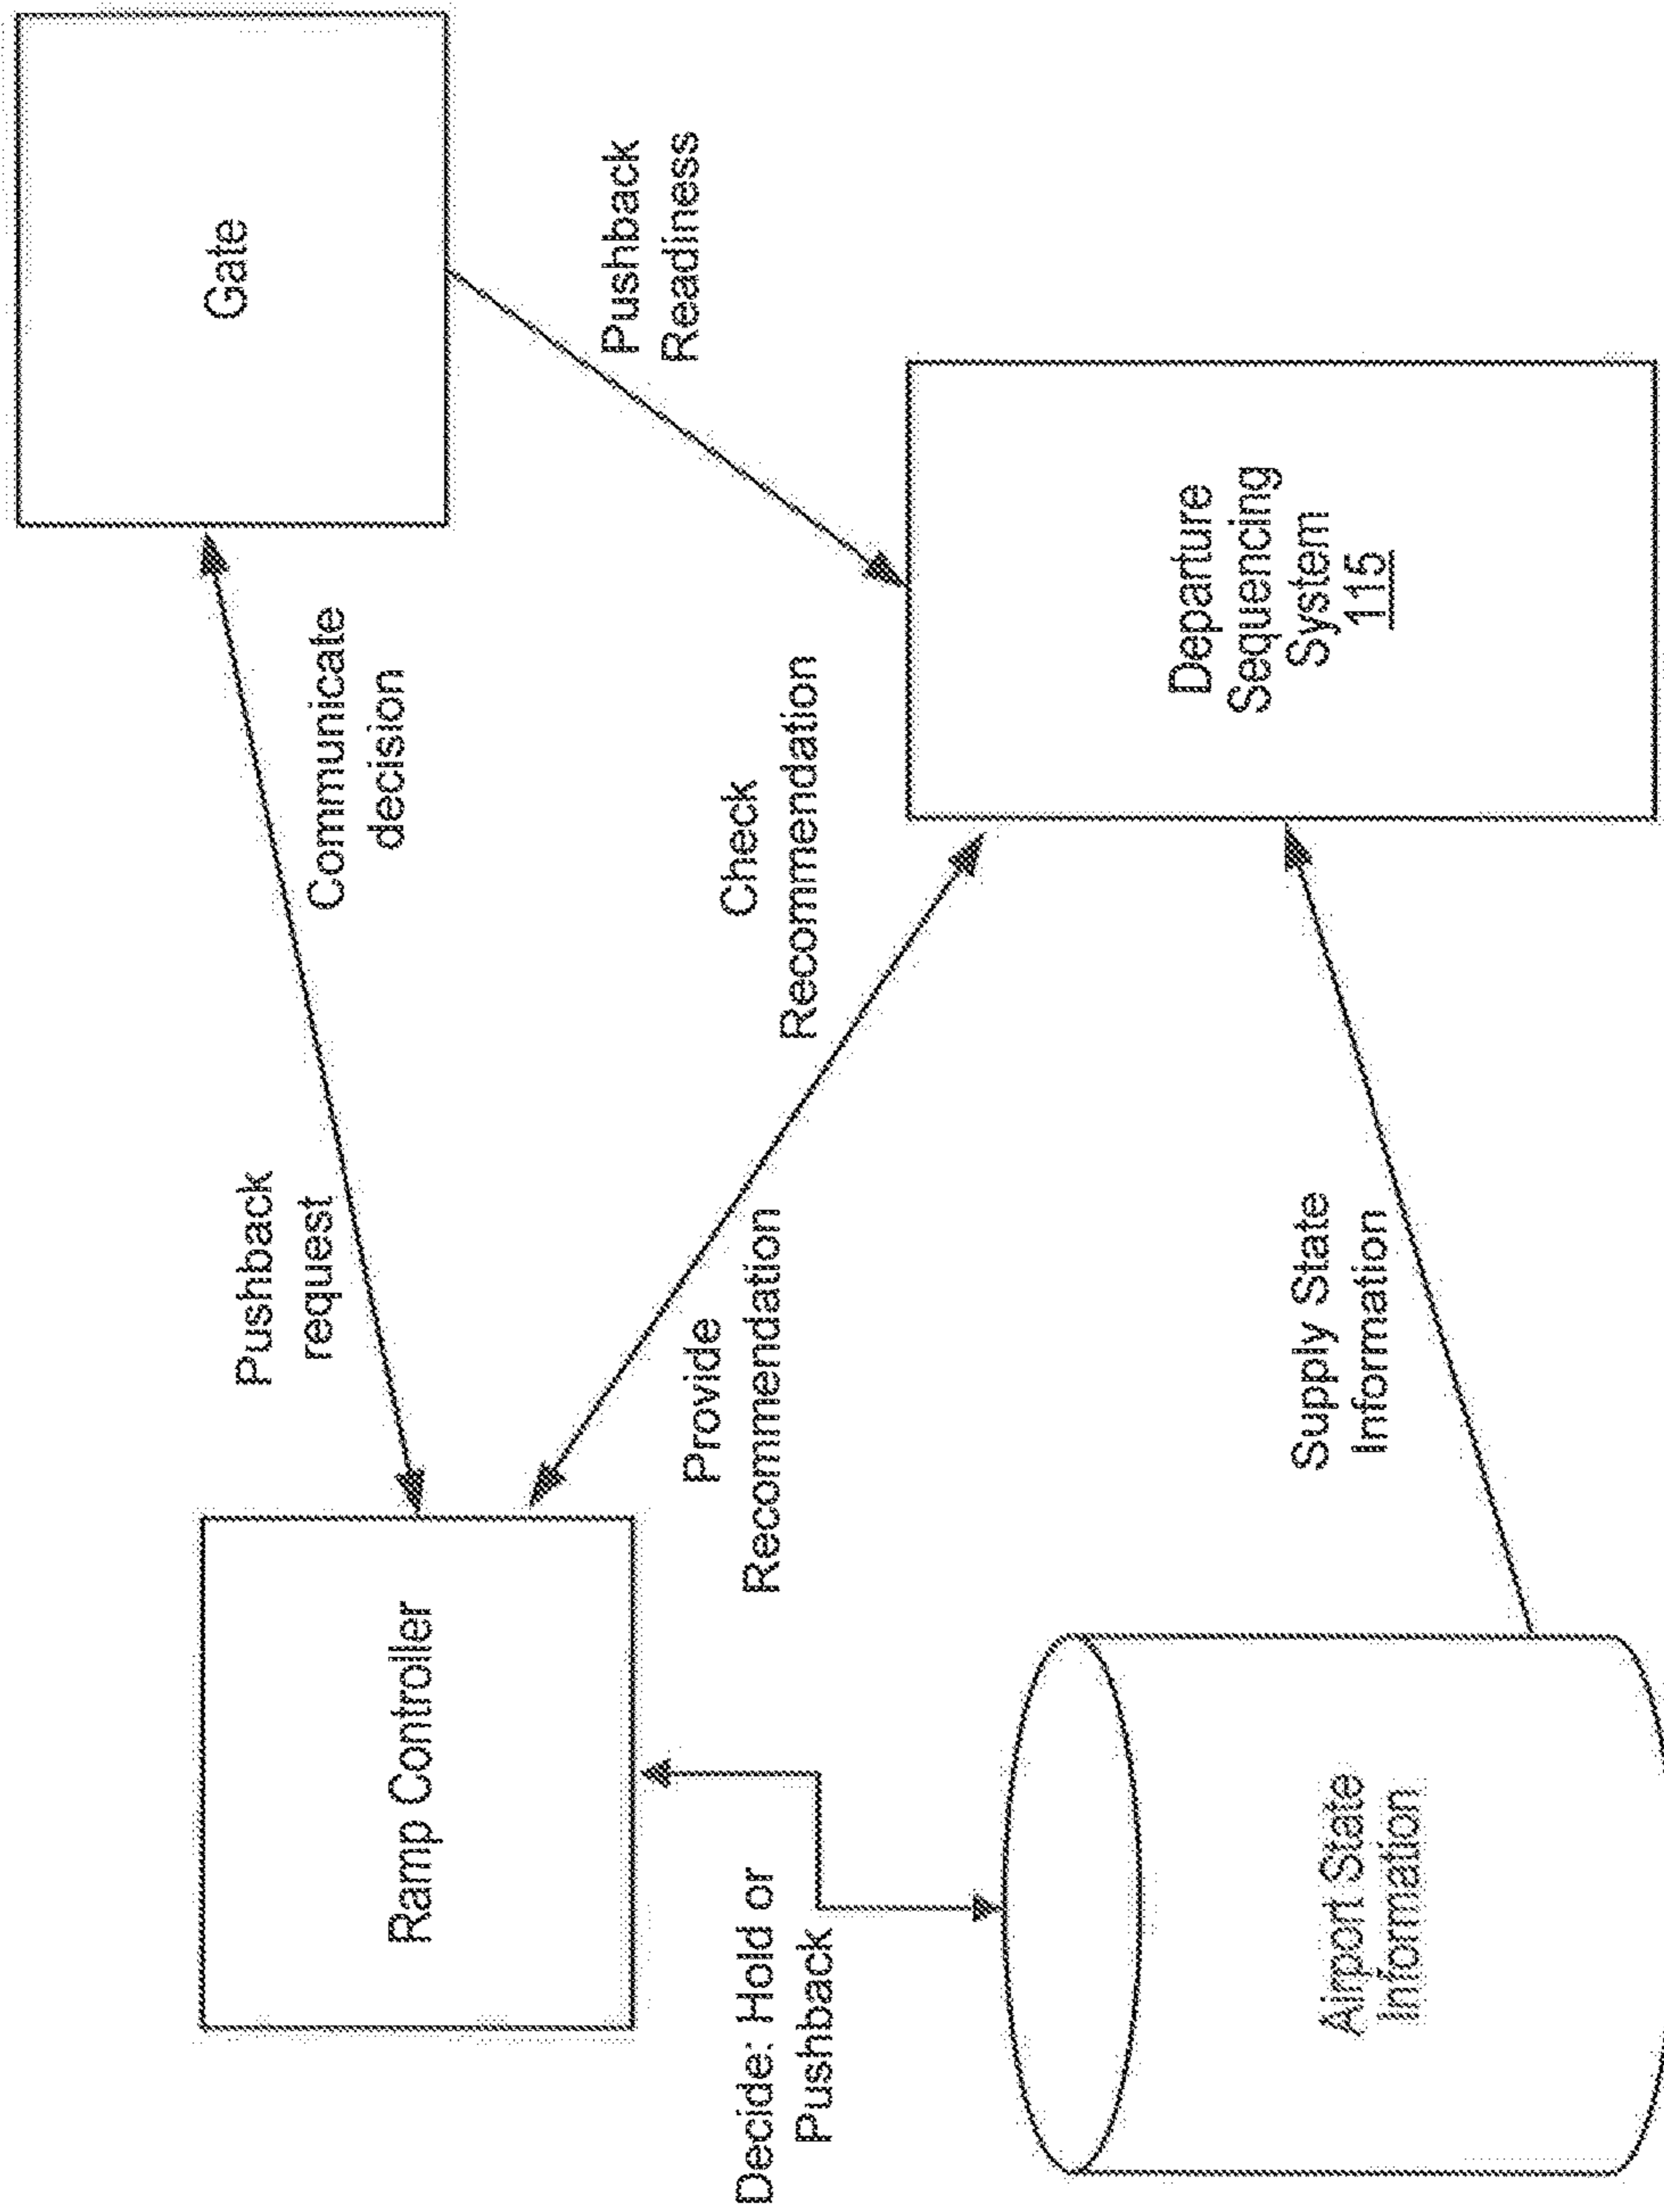 Gate
Ramp Controller
Pushback
request
Communicate
decision
Pushback
Readiness
Decide: Hold or
Pushback
Provide
Recommendation
Check
Recommendation
Departure
Sequencing
System
115
Supply State
Information
Airport State
Information